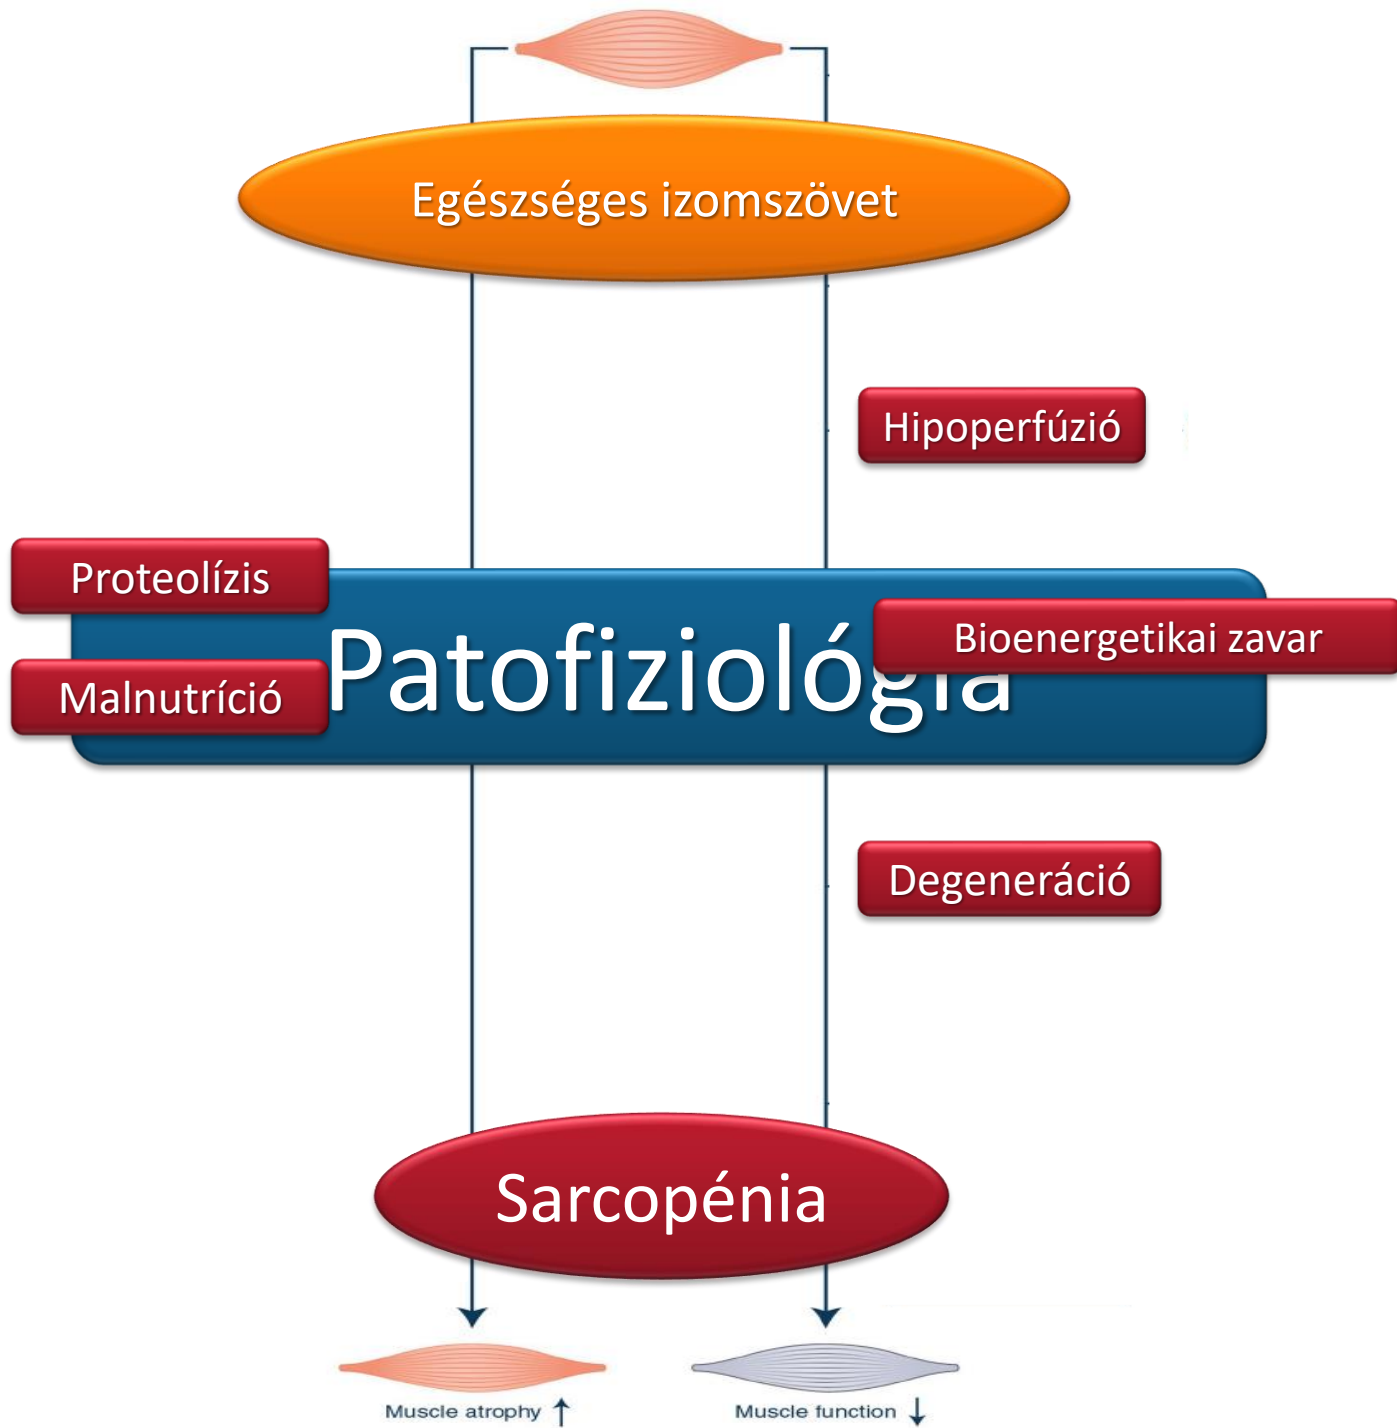 Egészséges izomszövet
Hipoperfúzió
Proteolízis
Patofiziológia
Bioenergetikai zavar
Malnutríció
Degeneráció
Sarcopénia
Muscle atrophy ↑
Muscle function ↓